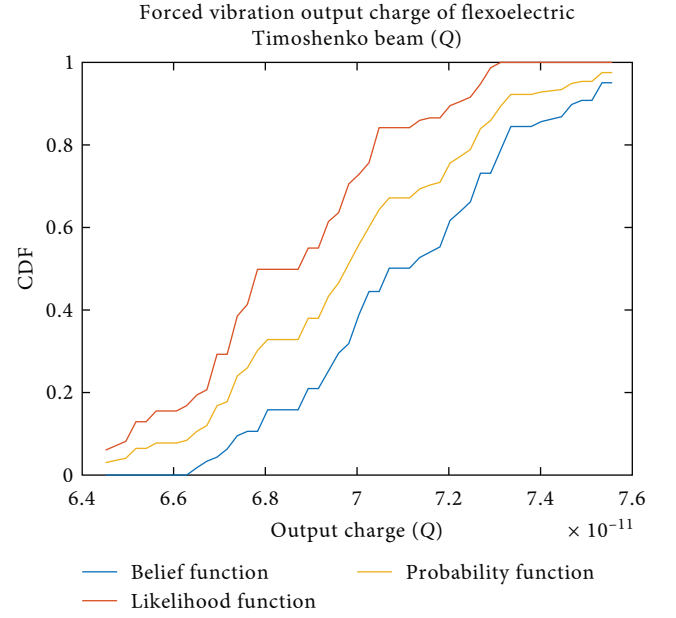 Forced vibration output charge of flexoelectric
Timoshenko beam (Q)
1
0.8
0.6
0.4
0.2
0
CDF
6.4 6.6 6.8 7 7.2 7.4 7.6
Output charge (Q)
× 10⁻¹¹
Belief function
Probability function
Likelihood function